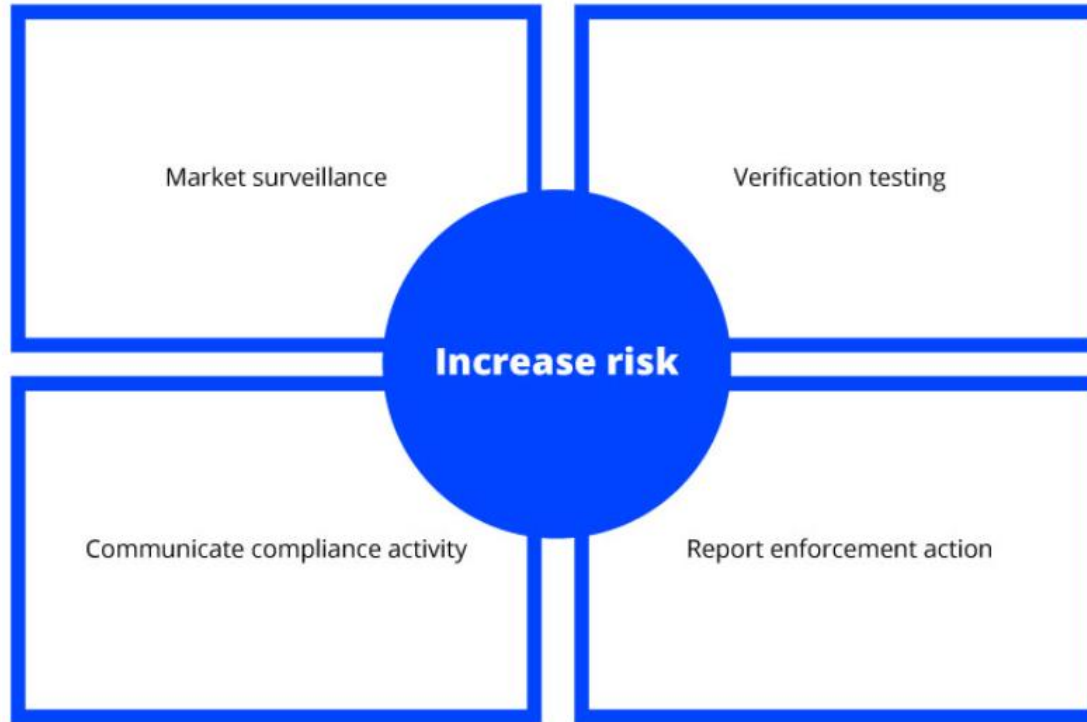 Market surveillance
Verification testing
Increase risk
Communicate compliance activity
Report enforcement action